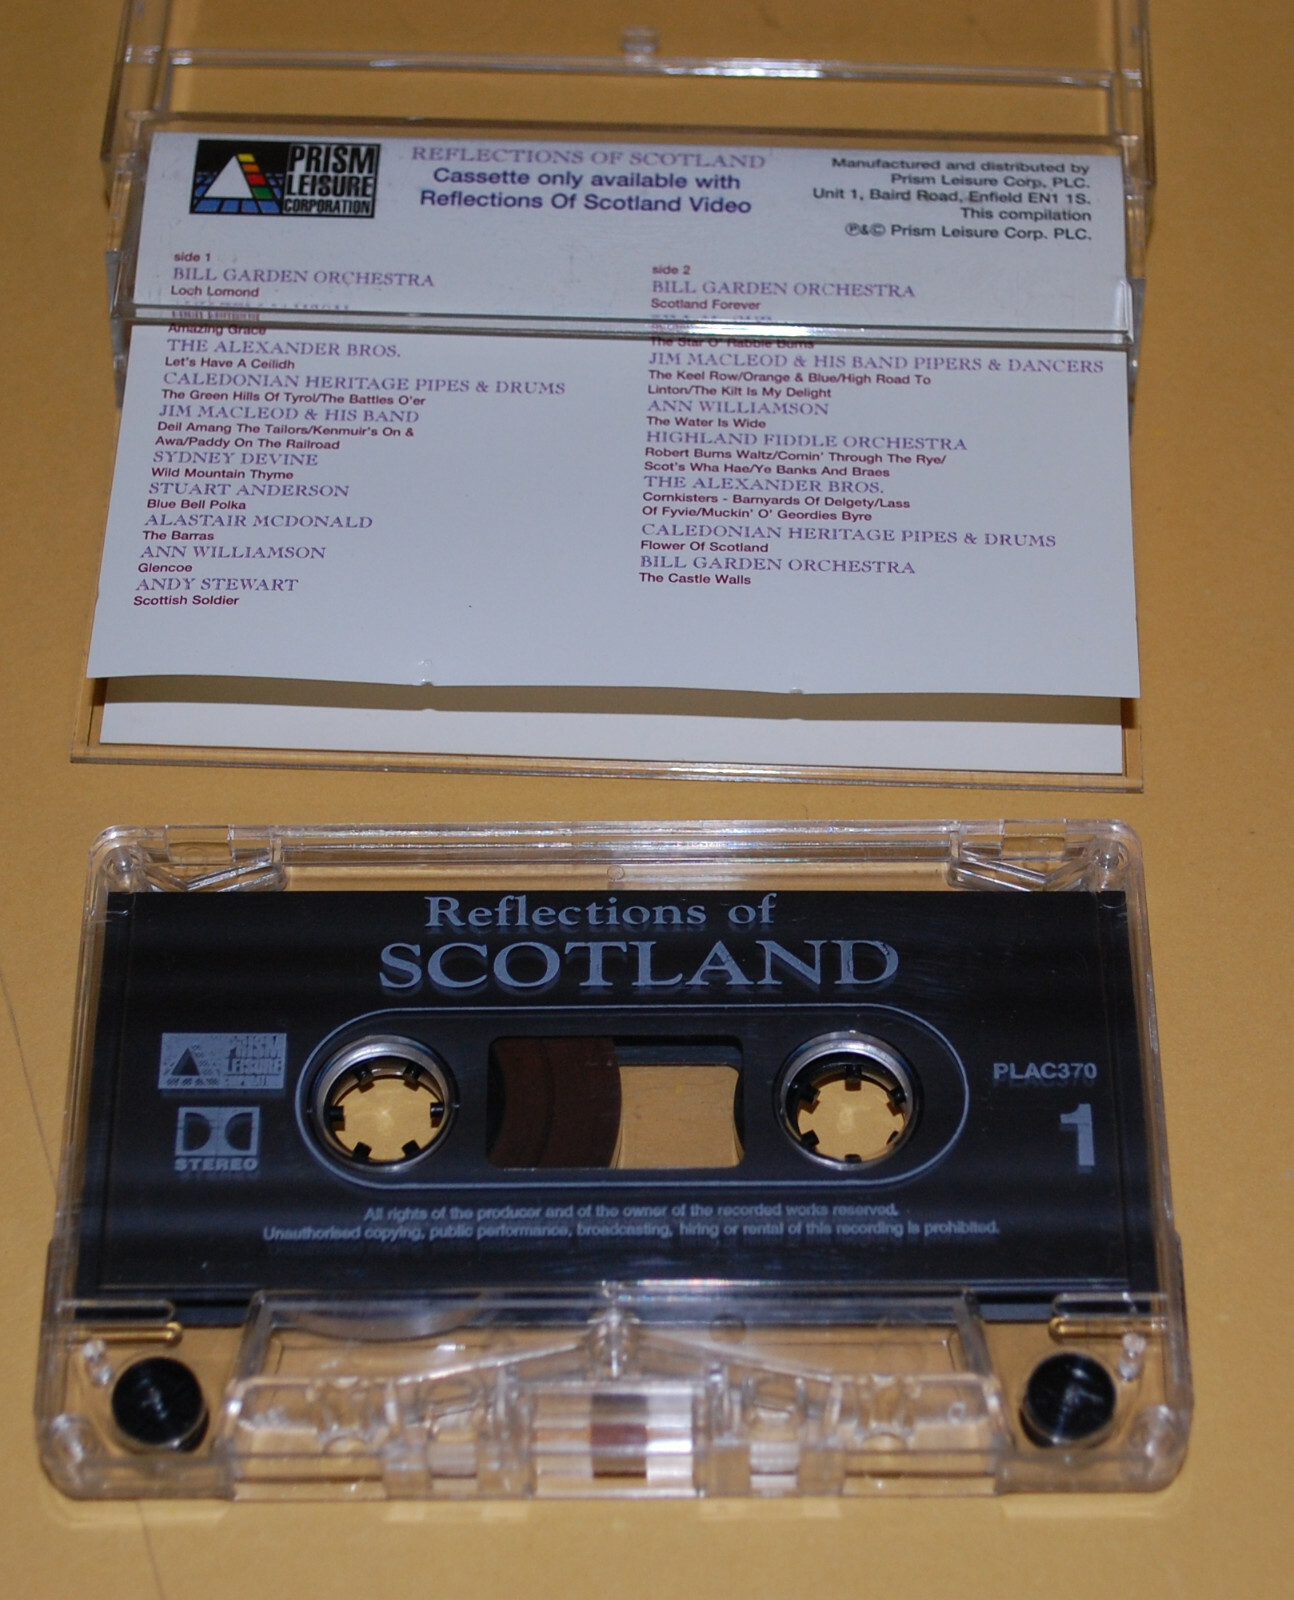 PRISM
LEISURE
CORPORATION
REFLECTIONS OF SCOTLAND
Cassette only available with
Reflections Of Scotland Video
Manufactured and distributed by
Prism Leisure Corp, PLC.
Unit 1, Baird Road, Enfield EN1 1S.
This compilation
℗&© Prism Leisure Corp. PLC.
side 1
BILL GARDEN ORCHESTRA
Loch Lomond
Amazing Grace
THE ALEXANDER BROS.
Let's Have A Ceilidh
CALEDONIAN HERITAGE PIPES & DRUMS
The Green Hills Of Tyrol/The Battles O'er
JIM MACLEOD & HIS BAND
Deil Amang The Tailors/Kenmuir's On &
Awa/Paddy On The Railroad
SYDNEY DEVINE
Wild Mountain Thyme
STUART ANDERSON
Blue Bell Polka
ALASTAIR MCDONALD
The Barras
ANN WILLIAMSON
Glencoe
ANDY STEWART
Scottish Soldier
side 2
BILL GARDEN ORCHESTRA
Scotland Forever
The Star O' Rabbie Burns
JIM MACLEOD & HIS BAND PIPERS & DANCERS
The Keel Row/Orange & Blue/High Road To
Linton/The Kilt Is My Delight
ANN WILLIAMSON
The Water Is Wide
HIGHLAND FIDDLE ORCHESTRA
Robert Burns Waltz/Comin' Through The Rye/
Scot's Wha Hae/Ye Banks And Braes
THE ALEXANDER BROS.
Cornkisters - Barnyards Of Delgety/Lass
Of Fyvie/Muckin' O' Geordies Byre
CALEDONIAN HERITAGE PIPES & DRUMS
Flower Of Scotland
BILL GARDEN ORCHESTRA
The Castle Walls
Reflections of
SCOTLAND
PRISM
LEISURE
CORPORATION
STEREO
PLAC370
1
All rights of the producer and of the owner of the recorded works reserved.
Unauthorised copying, public performance, broadcasting, hiring or rental of this recording is prohibited.